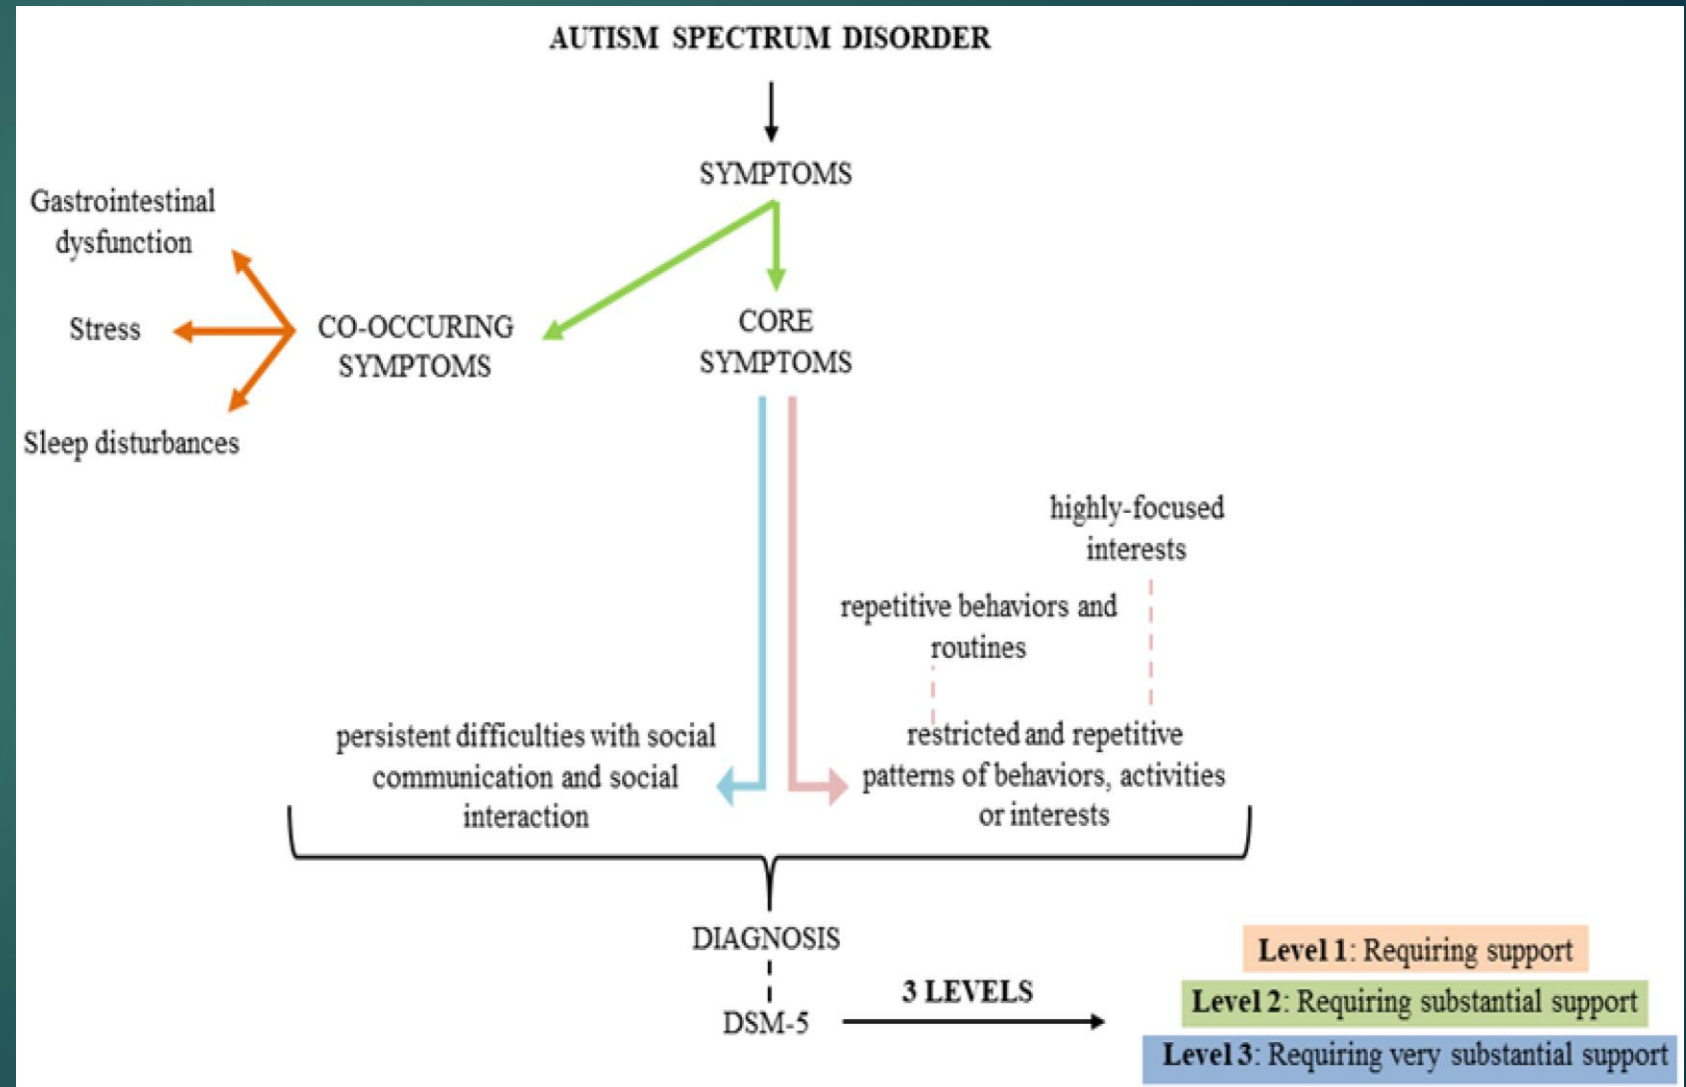 AUTISM SPECTRUM DISORDER
SYMPTOMS
Gastrointestinal
dysfunction
Stress
Sleep disturbances
CO-OCCURING
SYMPTOMS
CORE
SYMPTOMS
highly-focused
interests
repetitive behaviors and
routines
persistent difficulties with social
communication and social
interaction
restricted and repetitive
patterns of behaviors, activities
or interests
DIAGNOSIS
DSM-5
3 LEVELS
Level 1: Requiring support
Level 2: Requiring substantial support
Level 3: Requiring very substantial support